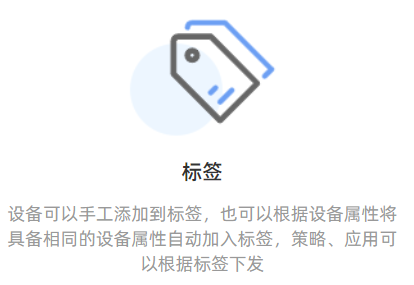 标签
设备可以手工添加到标签，也可以根据设备属性将
具备相同的设备属性自动加入标签，策略、应用可
以根据标签下发